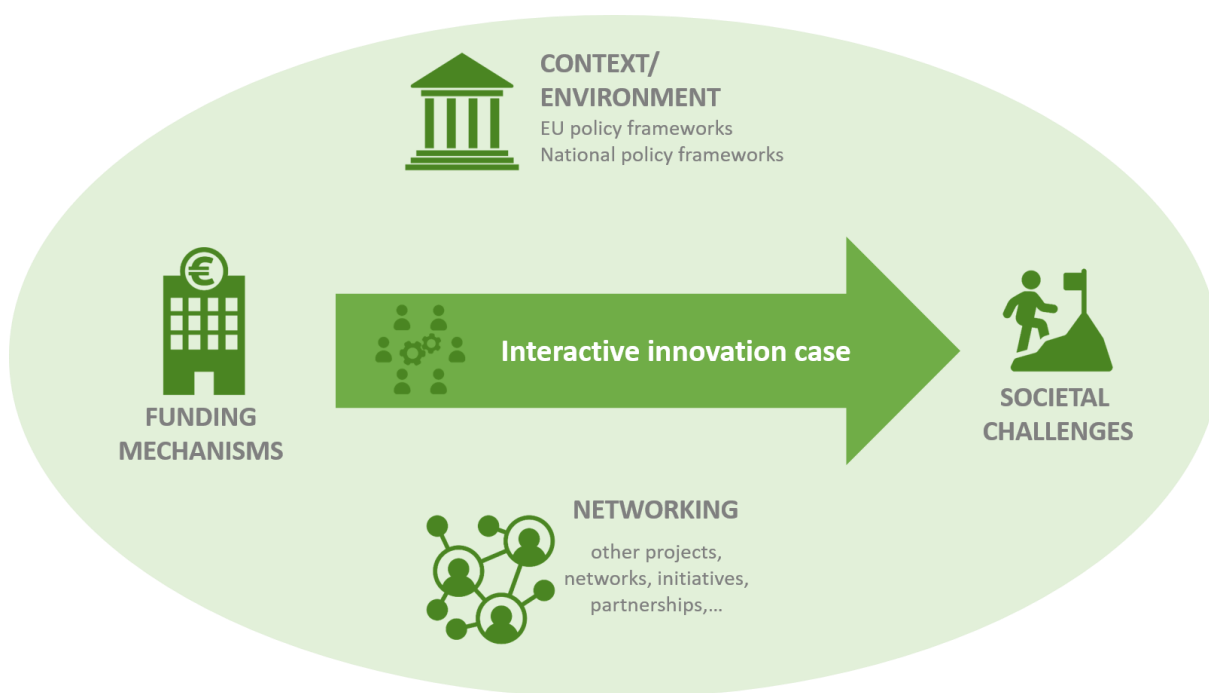 CONTEXT/
ENVIRONMENT
EU policy frameworks
National policy frameworks
€
FUNDING
MECHANISMS
Interactive innovation case
SOCIETAL
CHALLENGES
NETWORKING
other projects,
networks, initiatives,
partnerships,...